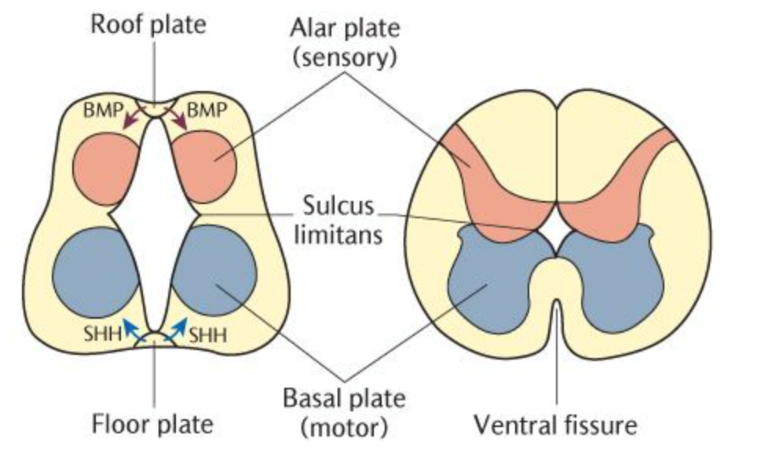 Roof plate
Alar plate
(sensory)
BMP
BMP
Sulcus
limitans
SHH
SHH
Floor plate
Basal plate
(motor)
Ventral fissure